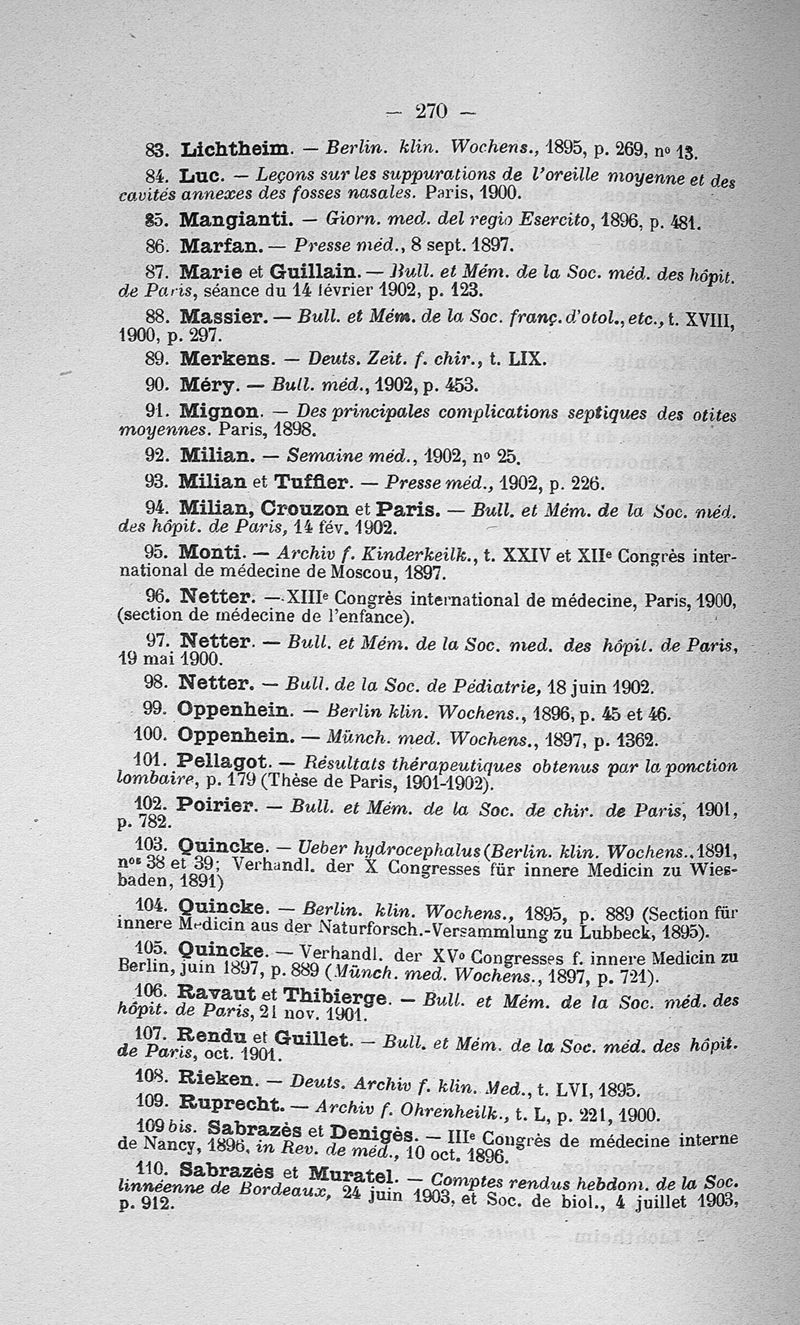 — 270 —
83. Lichtheim. — Berlin. klin. Wochens., 1895, p. 269, nº 13.
84. Luc. — Leçons sur les suppurations de l'oreille moyenne et des
cavités annexes des fosses nasales. Paris, 1900.
85. Mangianti. — Giorn. med. del regio Esercito, 1896, p. 481.
86. Marfan. — Presse méd., 8 sept. 1897.
87. Marie et Guillain. — Bull. et Mém. de la Soc. méd. des hôpit.
de Paris, séance du 14 février 1902, p. 123.
88. Massier. — Bull. et Mém. de la Soc. franç. d'otol., etc., t. XVIII,
1900, p. 297.
89. Merkens. — Deuts. Zeit. f. chir., t. LIX.
90. Méry. — Bull. méd., 1902, p. 453.
91. Mignon. — Des principales complications septiques des otites
moyennes. Paris, 1898.
92. Milian. — Semaine méd., 1902, nº 25.
93. Milian et Tuffier. — Presse méd., 1902, p. 226.
94. Milian, Crouzon et Paris. — Bull. et Mém. de la Soc. méd.
des hôpit. de Paris, 14 fév. 1902.
95. Monti. — Archiv f. Kinderkeilk., t. XXIV et XIIe Congrès inter-
national de médecine de Moscou, 1897.
96. Netter. — XIIIe Congrès international de médecine, Paris, 1900,
(section de médecine de l'enfance).
97. Netter. — Bull. et Mém. de la Soc. med. des hôpit. de Paris,
19 mai 1900.
98. Netter. — Bull. de la Soc. de Pédiatrie, 18 juin 1902.
99. Oppenhein. — Berlin klin. Wochens., 1896, p. 45 et 46.
100. Oppenhein. — Münch. med. Wochens., 1897, p. 1362.
101. Pellagot. — Résultats thérapeutiques obtenus par la ponction
lombaire, p. 179 (Thèse de Paris, 1901-1902).
102. Poirier. — Bull. et Mém. de la Soc. de chir. de Paris, 1901,
p. 782.
103. Quincke. — Ueber hydrocephalus (Berlin. klin. Wochens., 1891,
nos 38 et 39; Verhandl. der X Congresses für innere Medicin zu Wies-
baden, 1891)
104. Quincke. — Berlin. klin. Wochens., 1895, p. 889 (Section für
innere Medicin aus der Naturforsch.-Versammlung zu Lubbeck, 1895).
105. Quincke. — Verhandl. der XVº Congresses f. innere Medicin zu
Berlin, juin 1897, p. 889 (Münch. med. Wochens., 1897, p. 721).
106. Ravaut et Thibierge. — Bull. et Mém. de la Soc. méd. des
hôpit. de Paris, 21 nov. 1901.
107. Rendu et Guillet. — Bull. et Mém. de la Soc. méd. des hôpit.
de Paris, oct. 1901.
108. Rieken. — Deuts. Archiv f. klin. Med., t. LVI, 1895.
109. Ruprecht. — Archiv f. Ohrenheilk., t. L, p. 221, 1900.
109 bis. Sabrazès et Denigès. — IIIe Congrès de médecine interne
de Nancy, 1896, in Rev. de méd., 10 oct. 1896.
110. Sabrazès et Muratel. — Comptes rendus hebdom. de la Soc.
linnéenne de Bordeaux, 24 juin 1903, et Soc. de biol., 4 juillet 1903,
p. 912.